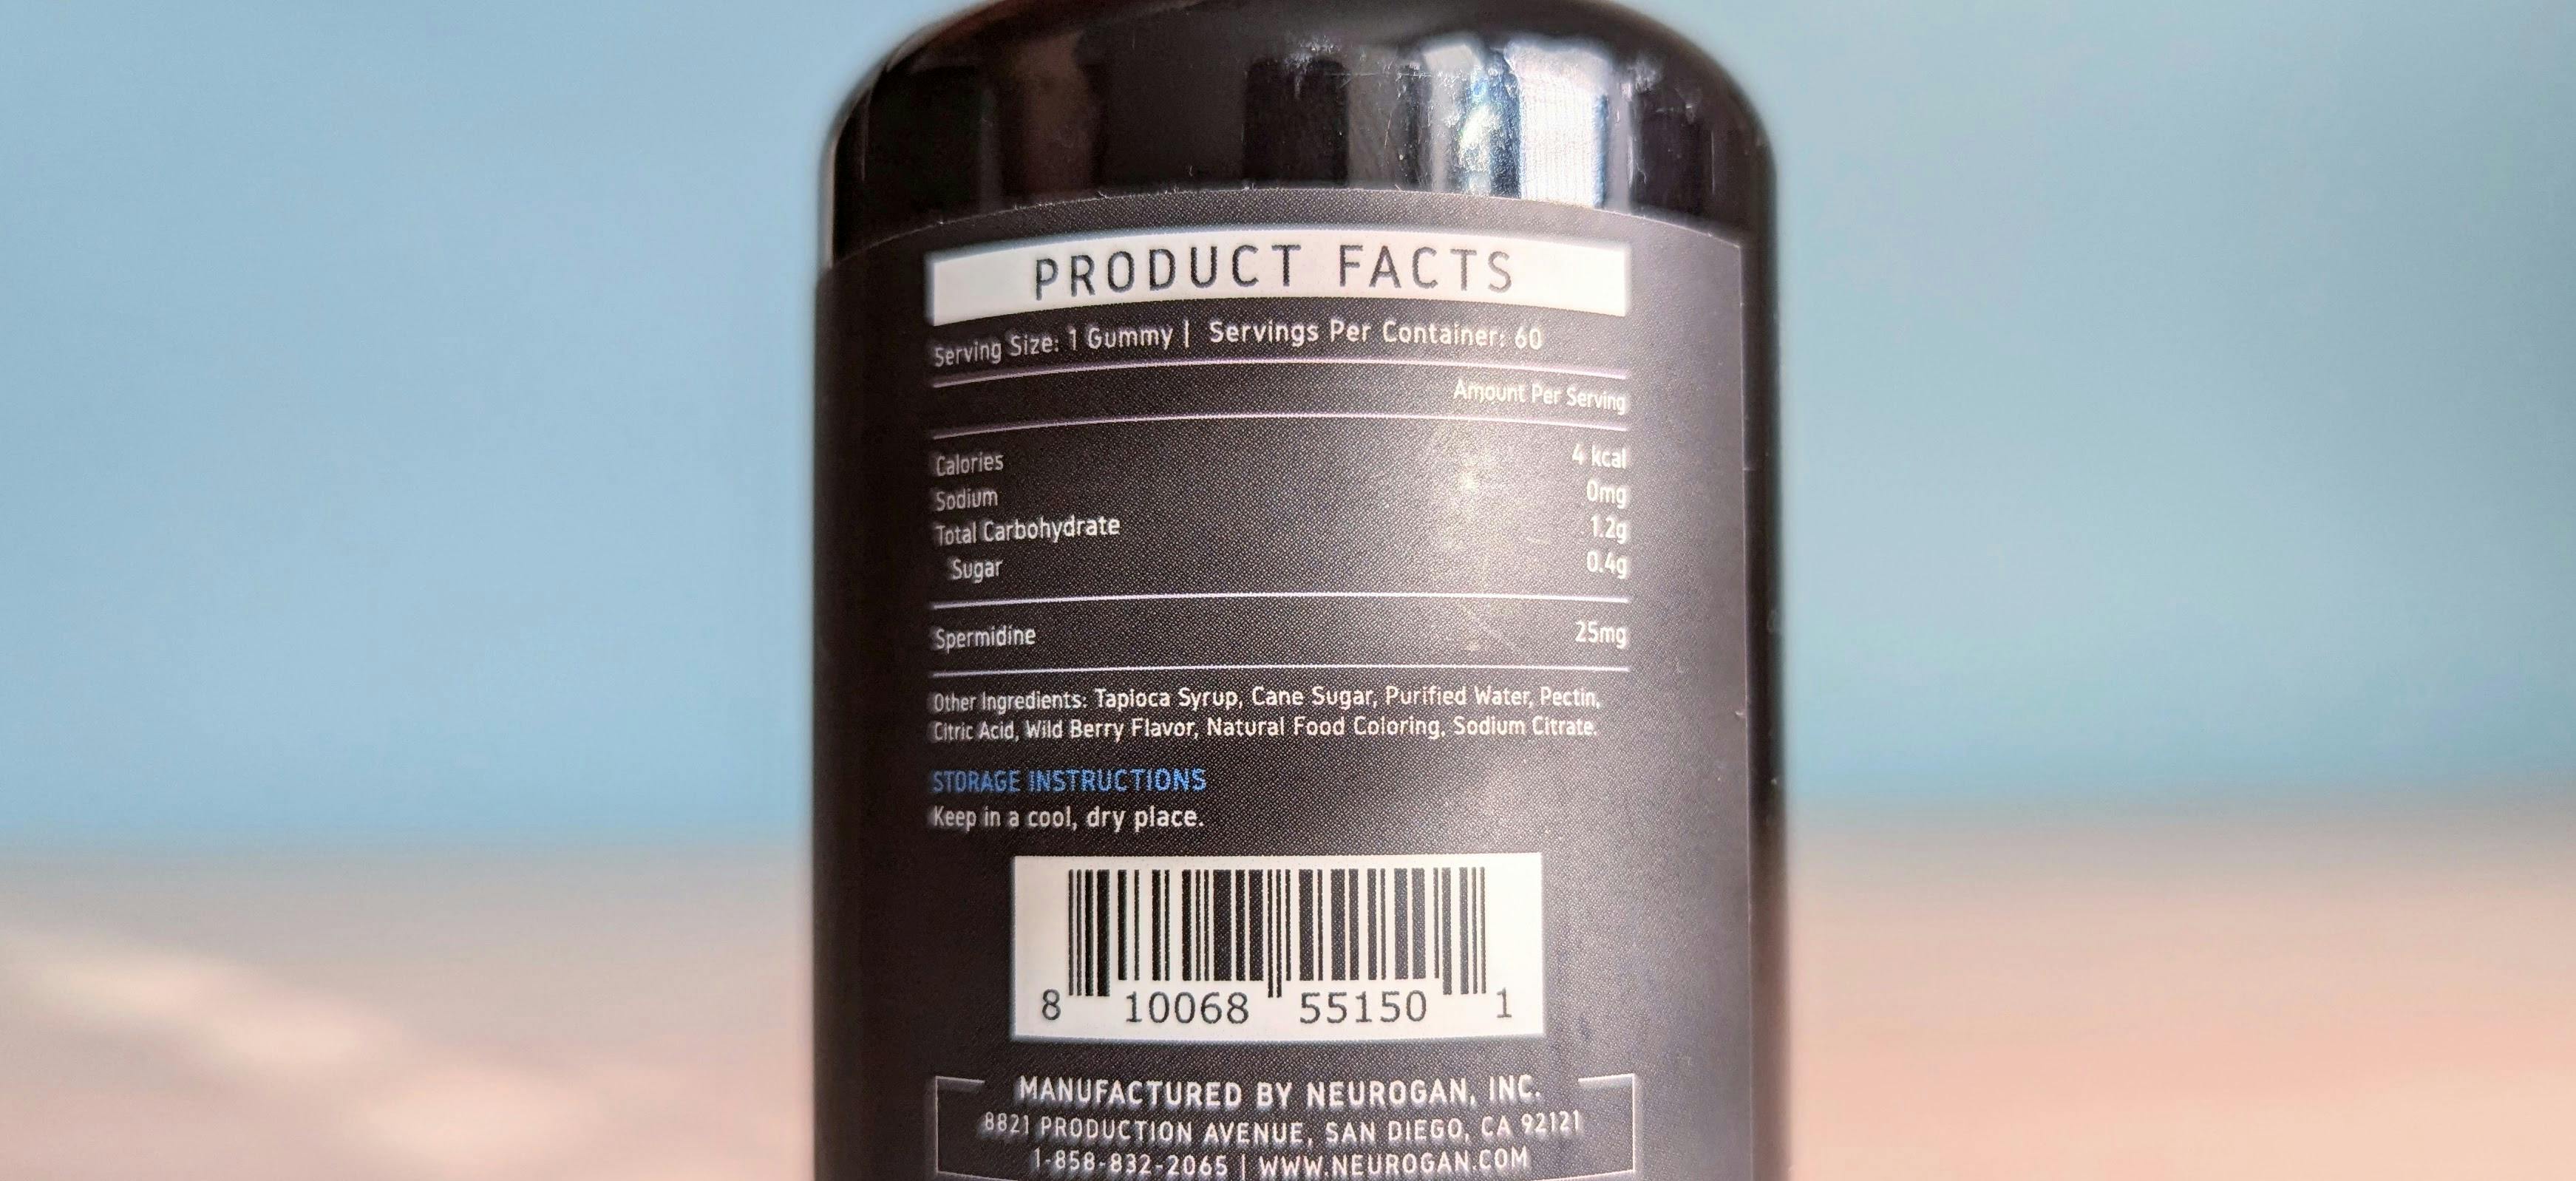 PRODUCT FACTS
Serving Size: 1 Gummy | Servings Per Container: 60
Amount Per Serving
Calories 4 kcal
Sodium 0mg
Total Carbohydrate 1.2g
Sugar 0.4g
Spermidine 25mg
Other Ingredients: Tapioca Syrup, Cane Sugar, Purified Water, Pectin,
Citric Acid, Wild Berry Flavor, Natural Food Coloring, Sodium Citrate.
STORAGE INSTRUCTIONS
Keep in a cool, dry place.
8 10068 55150 1
MANUFACTURED BY NEUROGAN, INC.
8821 PRODUCTION AVENUE, SAN DIEGO, CA 92121
1-858-832-2065 | WWW.NEUROGAN.COM